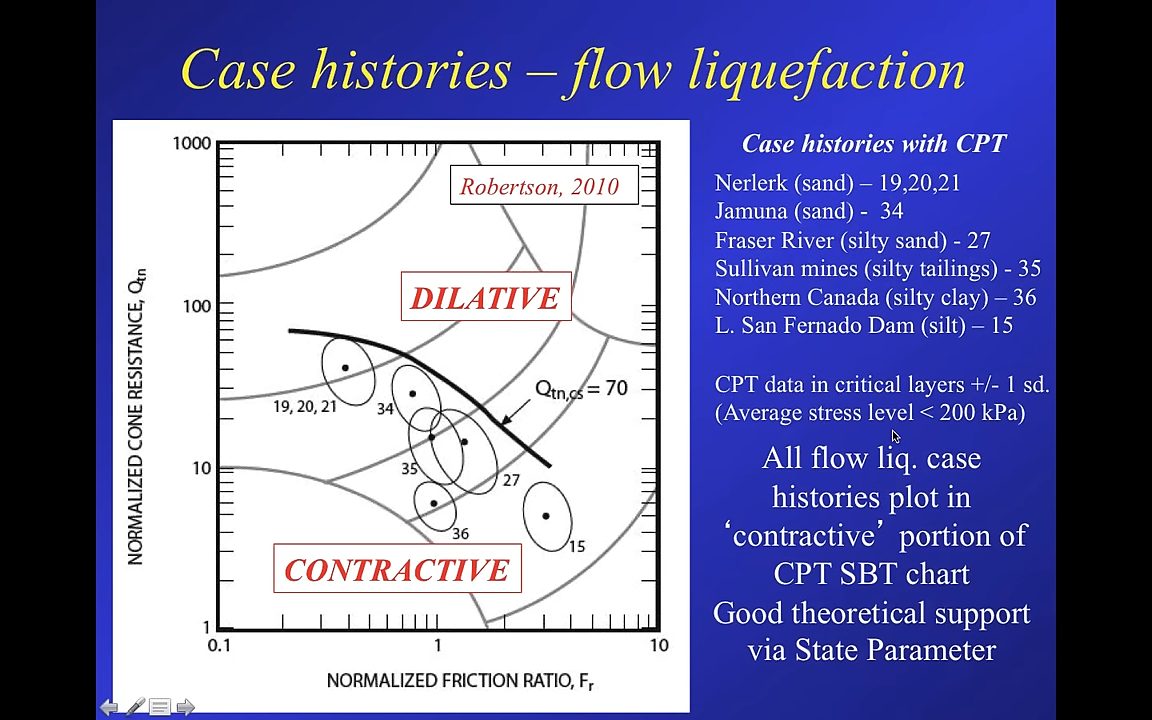 Case histories – flow liquefaction
Case histories with CPT
Nerlerk (sand) – 19,20,21
Jamuna (sand) - 34
Fraser River (silty sand) - 27
Sullivan mines (silty tailings) - 35
Northern Canada (silty clay) – 36
L. San Fernado Dam (silt) – 15
CPT data in critical layers +/- 1 sd.
(Average stress level < 200 kPa)
All flow liq. case
histories plot in
‘contractive’ portion of
CPT SBT chart
Good theoretical support
via State Parameter
NORMALIZED CONE RESISTANCE, Qtn
1000
100
10
1
Robertson, 2010
DILATIVE
Qtn,cs = 70
19, 20, 21
34
35
27
36
15
CONTRACTIVE
0.1
1
10
NORMALIZED FRICTION RATIO, Fr